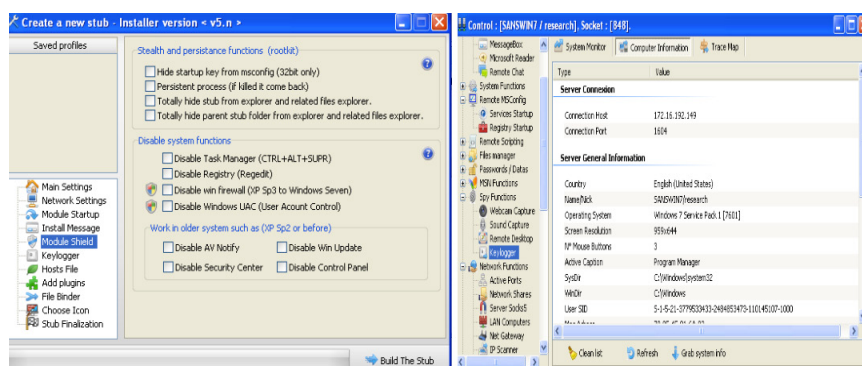 Create a new stub - Installer version < v5.n >
Saved profiles
Main Settings
Network Settings
Module Startup
Install Message
Module Shield
Keylogger
Hosts File
Add plugins
File Binder
Choose Icon
Stub Finalization
Stealth and persistance functions (rootkit)
Hide startup key from msconfig (32bit only)
Persistent process (if killed it come back)
Totally hide stub from explorer and related files explorer.
Totally hide parent stub folder from explorer and related files explorer.
Disable system functions
Disable Task Manager (CTRL+ALT+SUPR)
Disable Registry (Regedit)
Disable win firewall (XP Sp3 to Windows Seven)
Disable Windows UAC (User Acount Control)
Work in older system such as (XP Sp2 or before)
Disable AV Notify
Disable Win Update
Disable Security Center
Disable Control Panel
Build The Stub
Control : [SANSWIN7 / research], Socket : [848].
MessageBox
Microsoft Reader
Remote Chat
System Functions
Remote MSConfig
Services Startup
Registry Startup
Remote Scripting
Files manager
Passwords / Datas
MSN Functions
Spy Functions
Webcam Capture
Sound Capture
Remote Desktop
Keylogger
Network Functions
Active Ports
Network Shares
Server Socks5
LAN Computers
Net Gateway
IP Scanner
System Monitor
Computer Information
Trace Map
Type
Value
Server Connexion
Connection Host
172.16.192.149
Connection Port
1604
Server General Information
Country
English (United States)
Name/Nick
SANSWIN7/research
Operating System
Windows 7 Service Pack 1 [7601]
Screen Resolution
959x644
N° Mouse Buttons
3
Active Caption
Program Manager
SysDir
C:\Windows\system32
WinDir
C:\Windows
User SID
S-1-5-21-3779533433-2484853473-110145107-1000
Clean list
Refresh
Grab system info